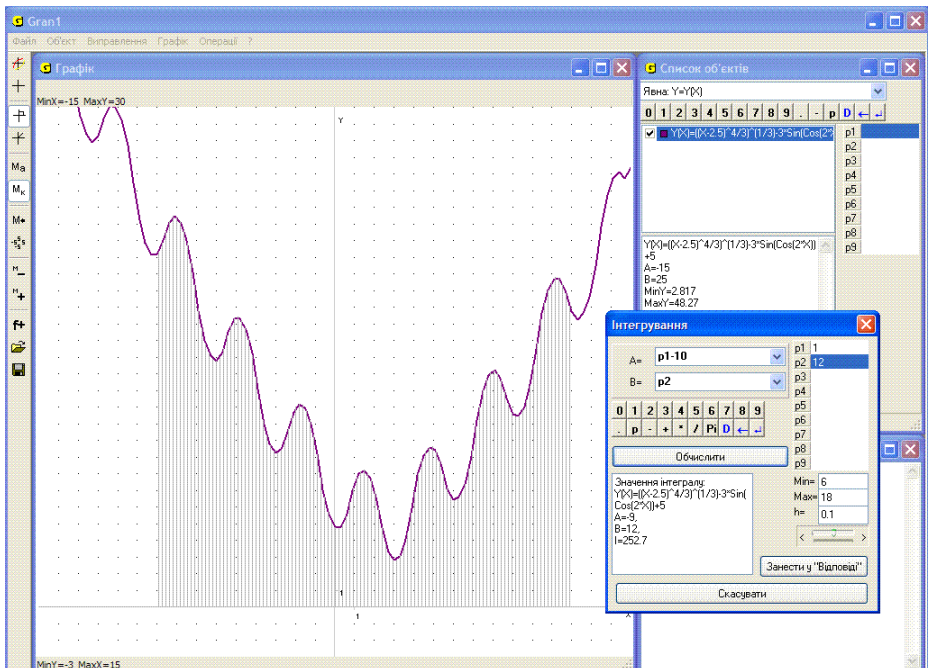 Gran1
Файл Об'єкт Виправлення Графік Операції ?
Графік
MinX=-15 MaxY=30
Y
1
1
X
MinY=-3 MaxX=15
Ma
Mк
M+
M
M+
f+
Список об'єктів
Явна: Y=Y(X)
0 1 2 3 4 5 6 7 8 9 . - p D ← ↵
Y(X)=((X-2.5)^4/3)^(1/3)-3*Sin(Cos(2*X
p1
p2
p3
p4
p5
p6
p7
p8
p9
Y(X)=((X-2.5)^4/3)^(1/3)-3*Sin(Cos(2*X))
+5
A=-15
B=25
MinY=2.817
MaxY=48.27
Інтегрування
A= p1-10
B= p2
0 1 2 3 4 5 6 7 8 9
. p - + * / Pi D ← ↵
Обчислити
p1 1
p2 12
p3
p4
p5
p6
p7
p8
p9
Значення інтегралу:
Y(X)=((X-2.5)^4/3)^(1/3)-3*Sin(
Cos(2*X))+5
A=-9,
B=12,
I=252.7
Min= 6
Max= 18
h= 0.1
< >
Занести у "Відповіді"
Скасувати